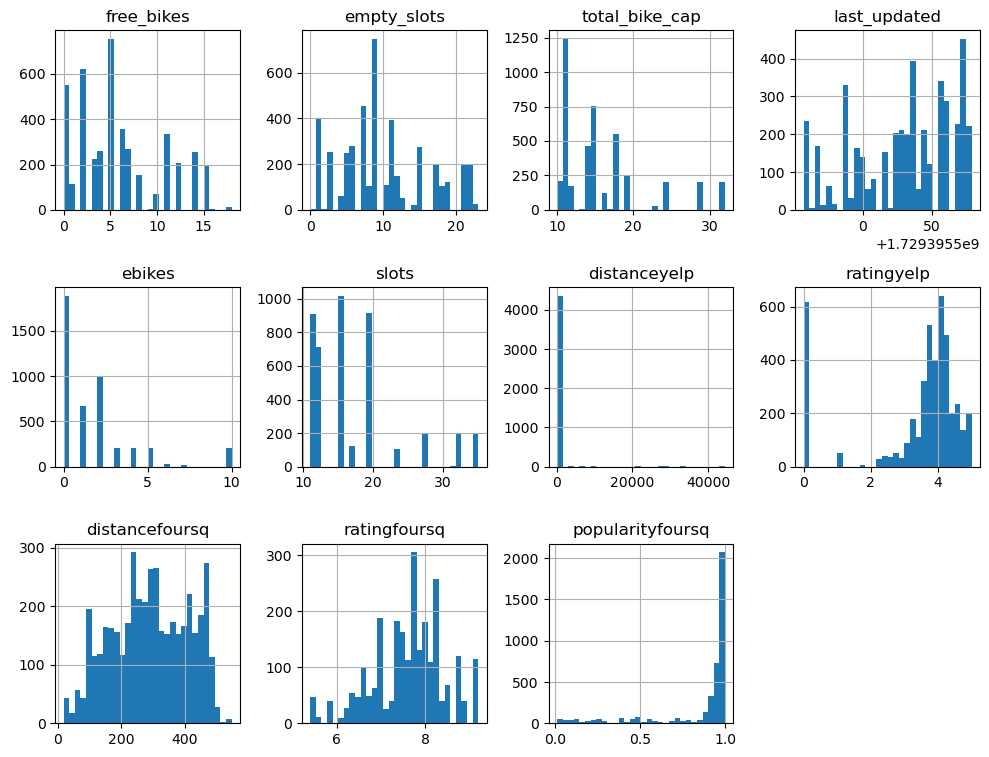 free_bikes empty_slots total_bike_cap last_updated
600 400 200 0
0 5 10 15
600 400 200 0
0 10 20
1250 1000 750 500 250 0
10 20 30
400 300 200 100 0
0 50
+1.7293955e9
ebikes slots distanceyelp ratingyelp
1500 1000 500 0
0 5 10
1000 800 600 400 200 0
10 20 30
4000 3000 2000 1000 0
0 20000 40000
600 400 200 0
0 2 4
distancefoursq ratingfoursq popularityfoursq
300 200 100 0
0 200 400
300 200 100 0
6 8
2000 1500 1000 500 0
0.0 0.5 1.0